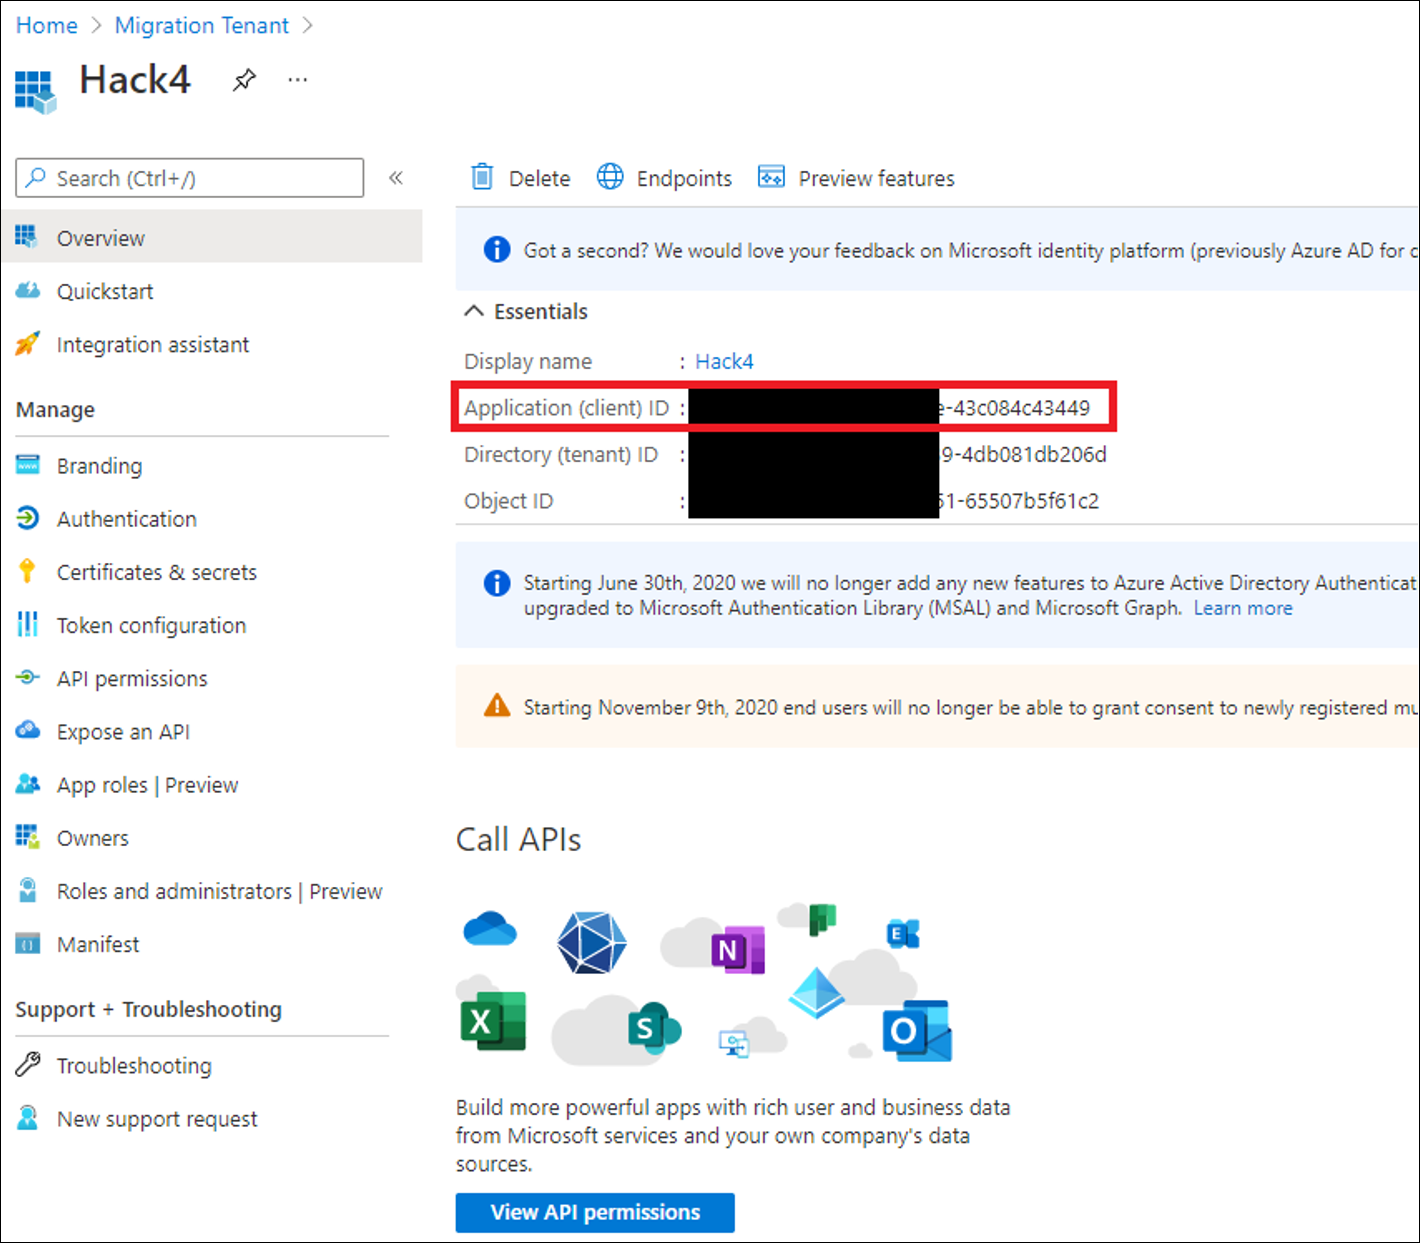 Home > Migration Tenant >
Hack4
...
Search (Ctrl+/)
«
Overview
Quickstart
Integration assistant
Manage
Branding
Authentication
Certificates & secrets
Token configuration
API permissions
Expose an API
App roles | Preview
Owners
Roles and administrators | Preview
Manifest
Support + Troubleshooting
Troubleshooting
New support request
Delete
Endpoints
Preview features
Got a second? We would love your feedback on Microsoft identity platform (previously Azure AD for
Essentials
Display name : Hack4
Application (client) ID : e-43c084c43449
Directory (tenant) ID : 9-4db081db206d
Object ID : 51-65507b5f61c2
Starting June 30th, 2020 we will no longer add any new features to Azure Active Directory Authenticat
upgraded to Microsoft Authentication Library (MSAL) and Microsoft Graph. Learn more
Starting November 9th, 2020 end users will no longer be able to grant consent to newly registered mu
Call APIs
N
E
X
S
O
Build more powerful apps with rich user and business data
from Microsoft services and your own company's data
sources.
View API permissions